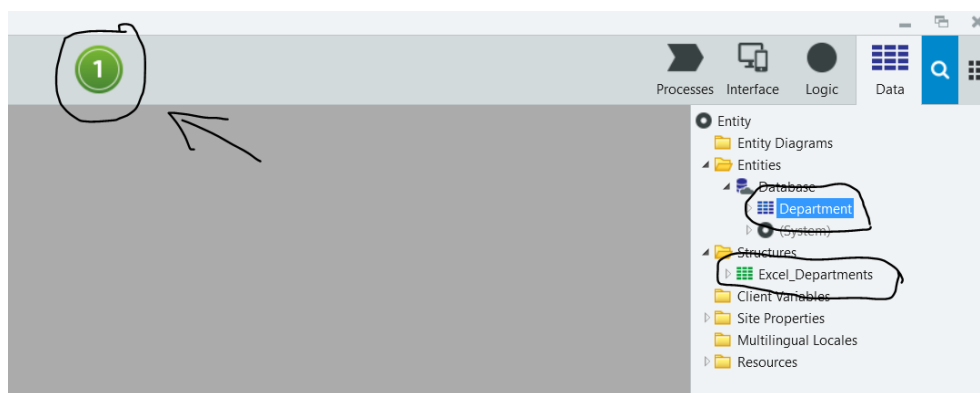 1
Processes Interface Logic Data
Entity
Entity Diagrams
Entities
Database
Department
(System)
Structures
Excel_Departments
Client Variables
Site Properties
Multilingual Locales
Resources